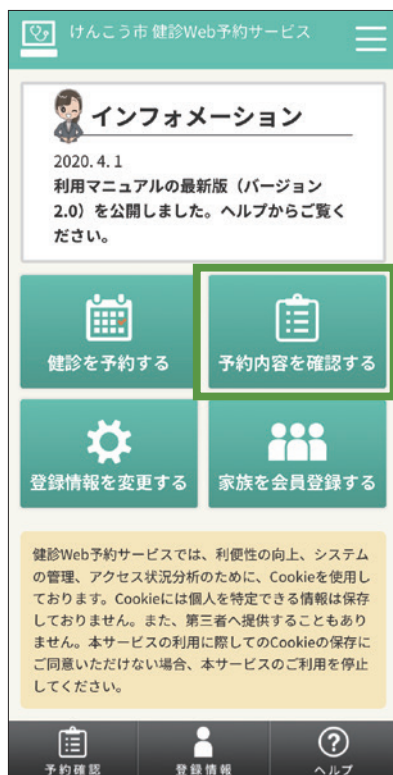 けんこう市 健診Web予約サービス
インフォメーション
2020.4.1
利用マニュアルの最新版（バージョン
2.0）を公開しました。ヘルプからご覧く
ださい。
健診を予約する
予約内容を確認する
登録情報を変更する
家族を会員登録する
健診Web予約サービスでは、利便性の向上、システム
の管理、アクセス状況分析のために、Cookieを使用し
ております。Cookieには個人を特定できる情報は保存
しておりません。また、第三者へ提供することもあり
ません。本サービスの利用に際してのCookieの保存に
ご同意いただけない場合、本サービスのご利用を停止
してください。
予約確認
登録情報
ヘルプ